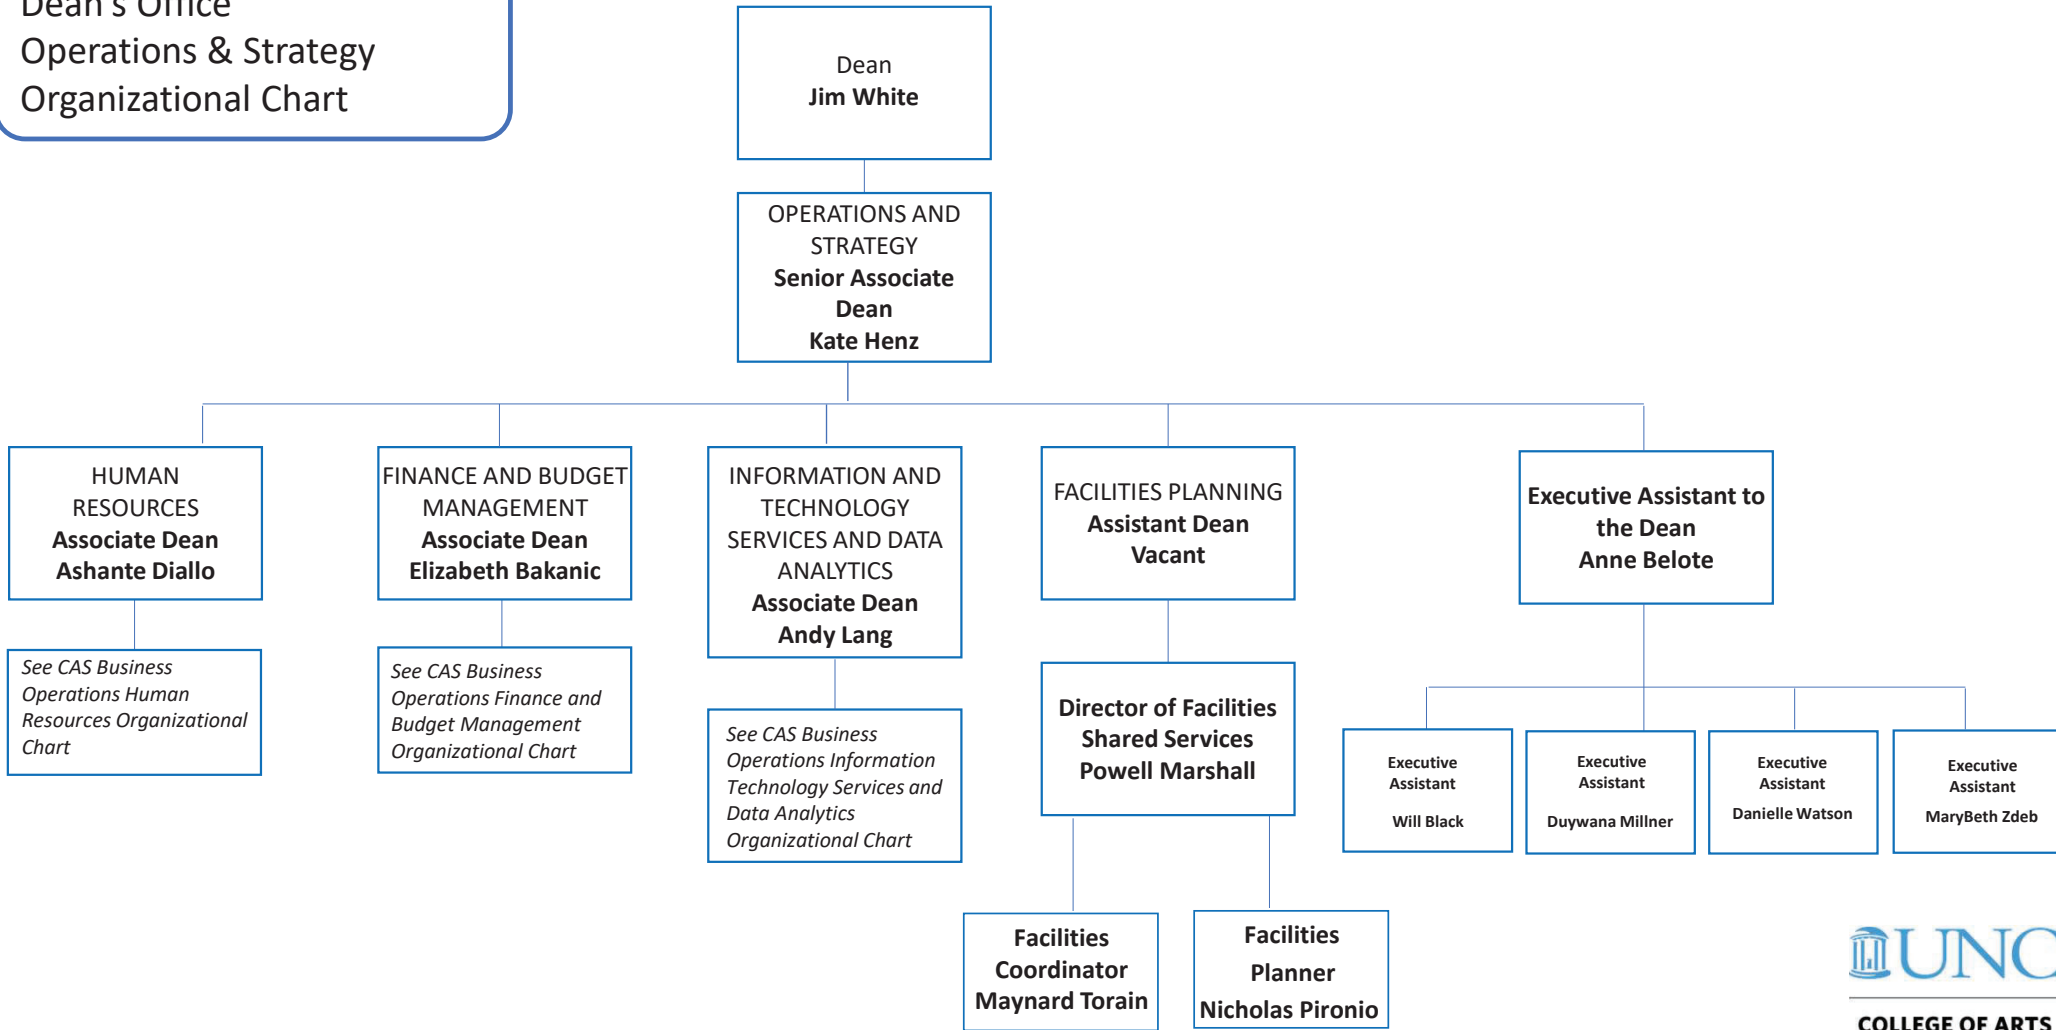 Dean's Office
Operations & Strategy
Organizational Chart
Dean
Jim White
OPERATIONS AND
STRATEGY
Senior Associate
Dean
Kate Henz
HUMAN
RESOURCES
Associate Dean
Ashante Diallo
FINANCE AND BUDGET
MANAGEMENT
Associate Dean
Elizabeth Bakanic
INFORMATION AND
TECHNOLOGY
SERVICES AND DATA
ANALYTICS
Associate Dean
Andy Lang
FACILITIES PLANNING
Assistant Dean
Vacant
Executive Assistant to
the Dean
Anne Belote
See CAS Business
Operations Human
Resources Organizational
Chart
See CAS Business
Operations Finance and
Budget Management
Organizational Chart
See CAS Business
Operations Information
Technology Services and
Data Analytics
Organizational Chart
Director of Facilities
Shared Services
Powell Marshall
Executive
Assistant
Will Black
Executive
Assistant
Duywana Millner
Executive
Assistant
Danielle Watson
Executive
Assistant
MaryBeth Zdeb
Facilities
Coordinator
Maynard Torain
Facilities
Planner
Nicholas Pironio
UNC
COLLEGE OF ARTS